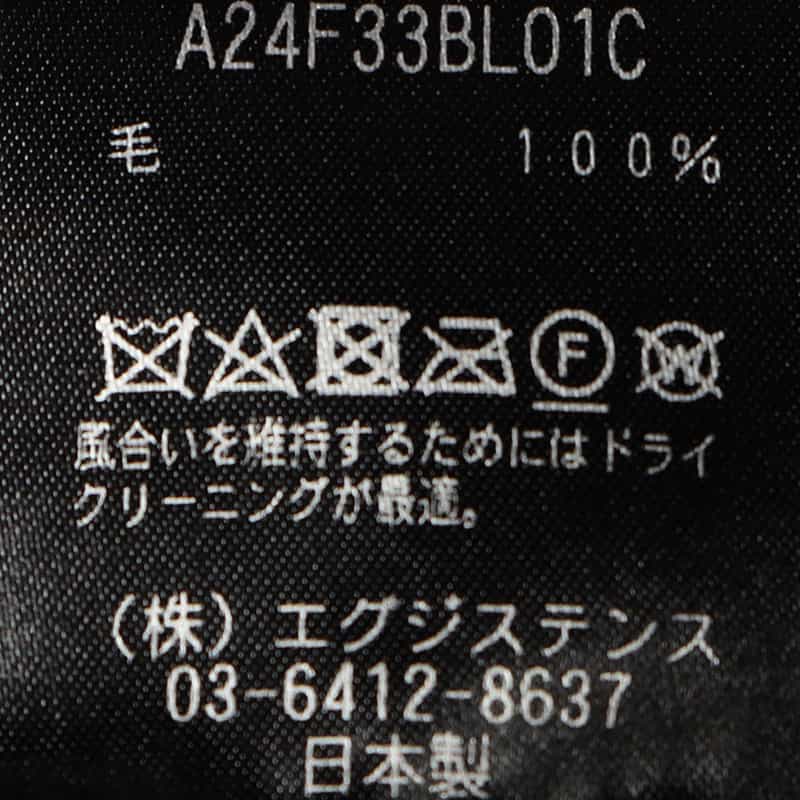 A24F33BL01C
毛 100%
F W
風合いを維持するためにはドライ
クリーニングが最適。
(株)エグジステンス
03-6412-8637
日本製